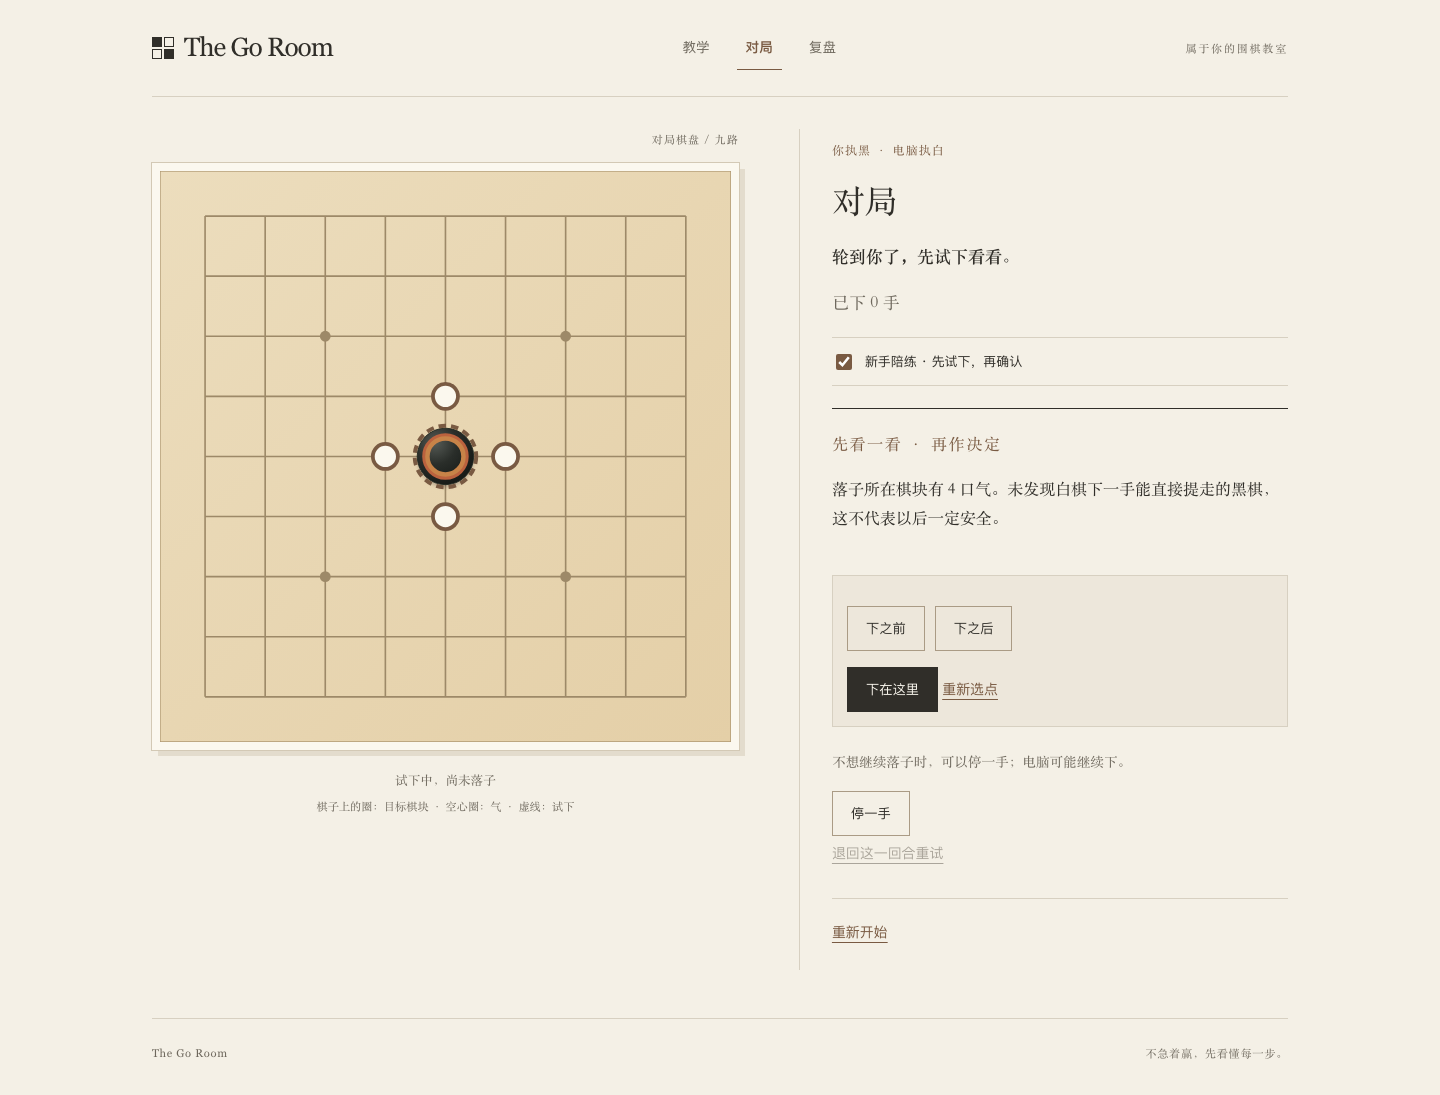 The Go Room
教学
对局
复盘
属于你的围棋教室
对局棋盘 / 九路
你执黑 · 电脑执白
对局
轮到你了，先试下看看。
已下 0 手
新手陪练 · 先试下，再确认
先看一看 · 再作决定
落子所在棋块有 4 口气。未发现白棋下一手能直接提走的黑棋，
这不代表以后一定安全。
下之前
下之后
下在这里
重新选点
不想继续落子时，可以停一手；电脑可能继续下。
停一手
退回这一回合重试
重新开始
试下中，尚未落子
棋子上的圈：目标棋块 · 空心圈：气 · 虚线：试下
The Go Room
不急着赢，先看懂每一步。